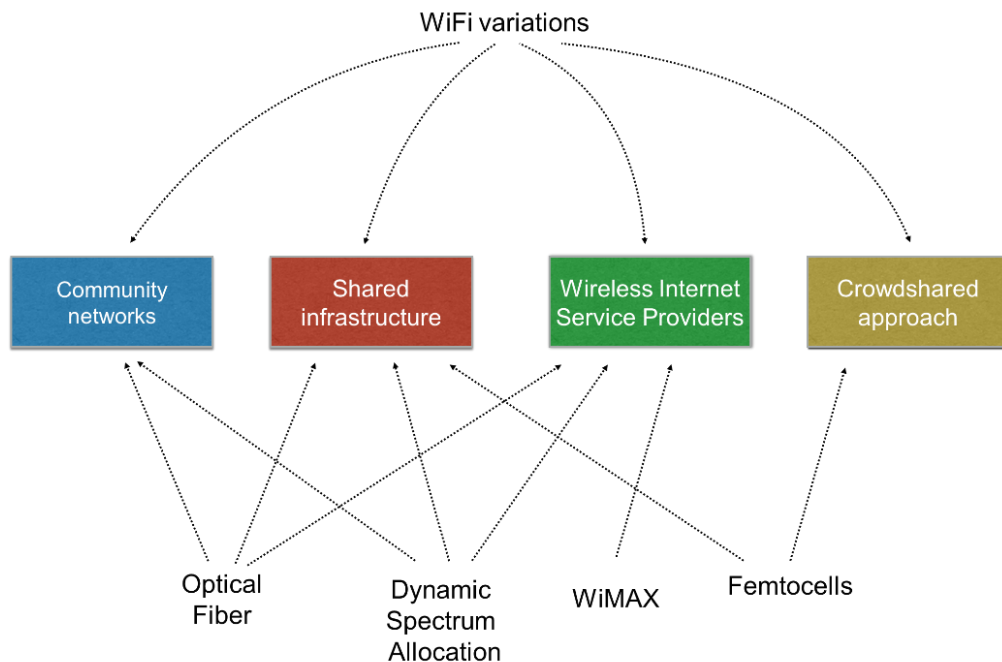 WiFi variations
Community
networks
Shared
infrastructure
Wireless Internet
Service Providers
Crowdshared
approach
Optical
Fiber
Dynamic
Spectrum
Allocation
WiMAX
Femtocells